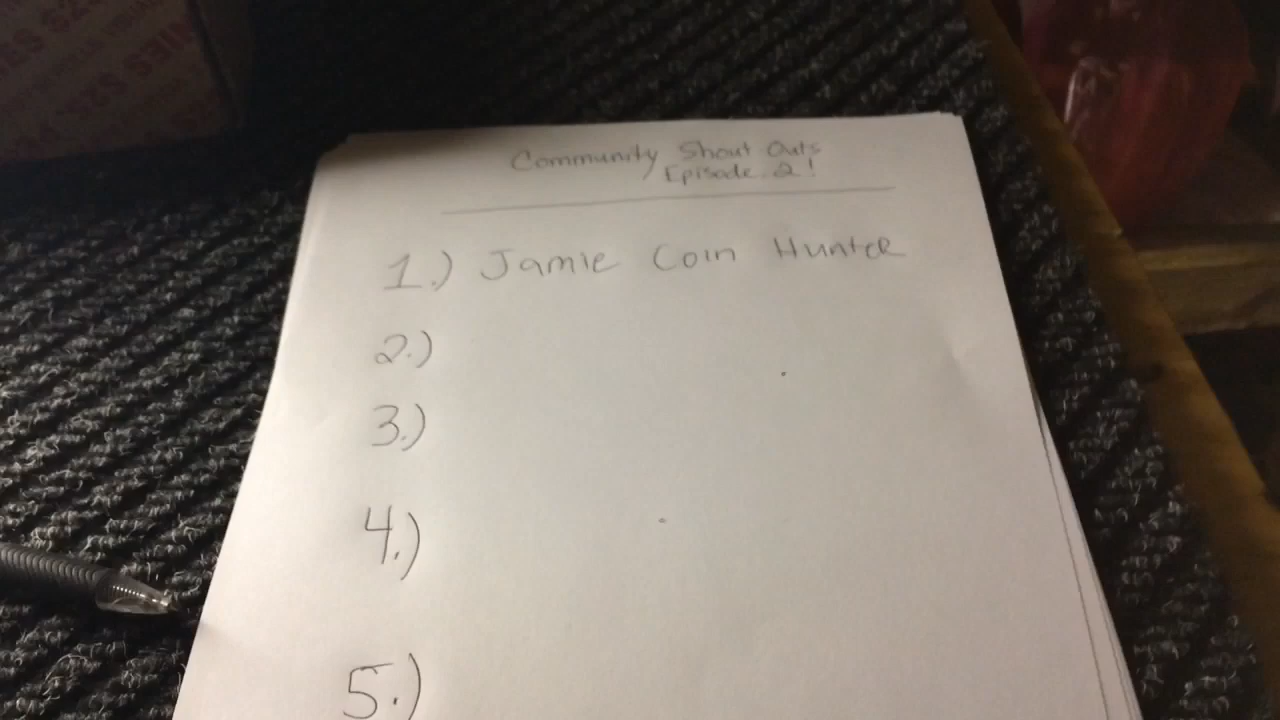 Community Shout Outs
Episode.2!
1.) Jamie Coin Hunter
2.)
3.)
4.)
5.)